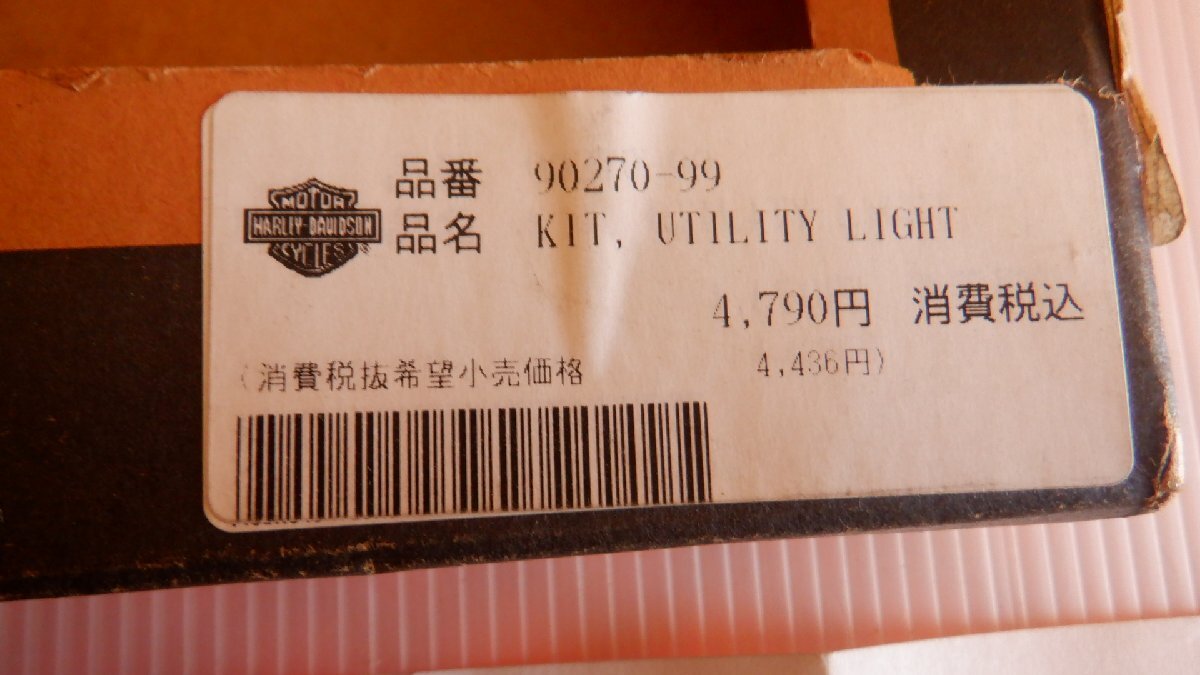 MOTOR
HARLEY-DAVIDSON
CYCLES
品番 90270-99
品名 KIT, UTILITY LIGHT
4,790円 消費税込
(消費税抜希望小売価格 4,436円)